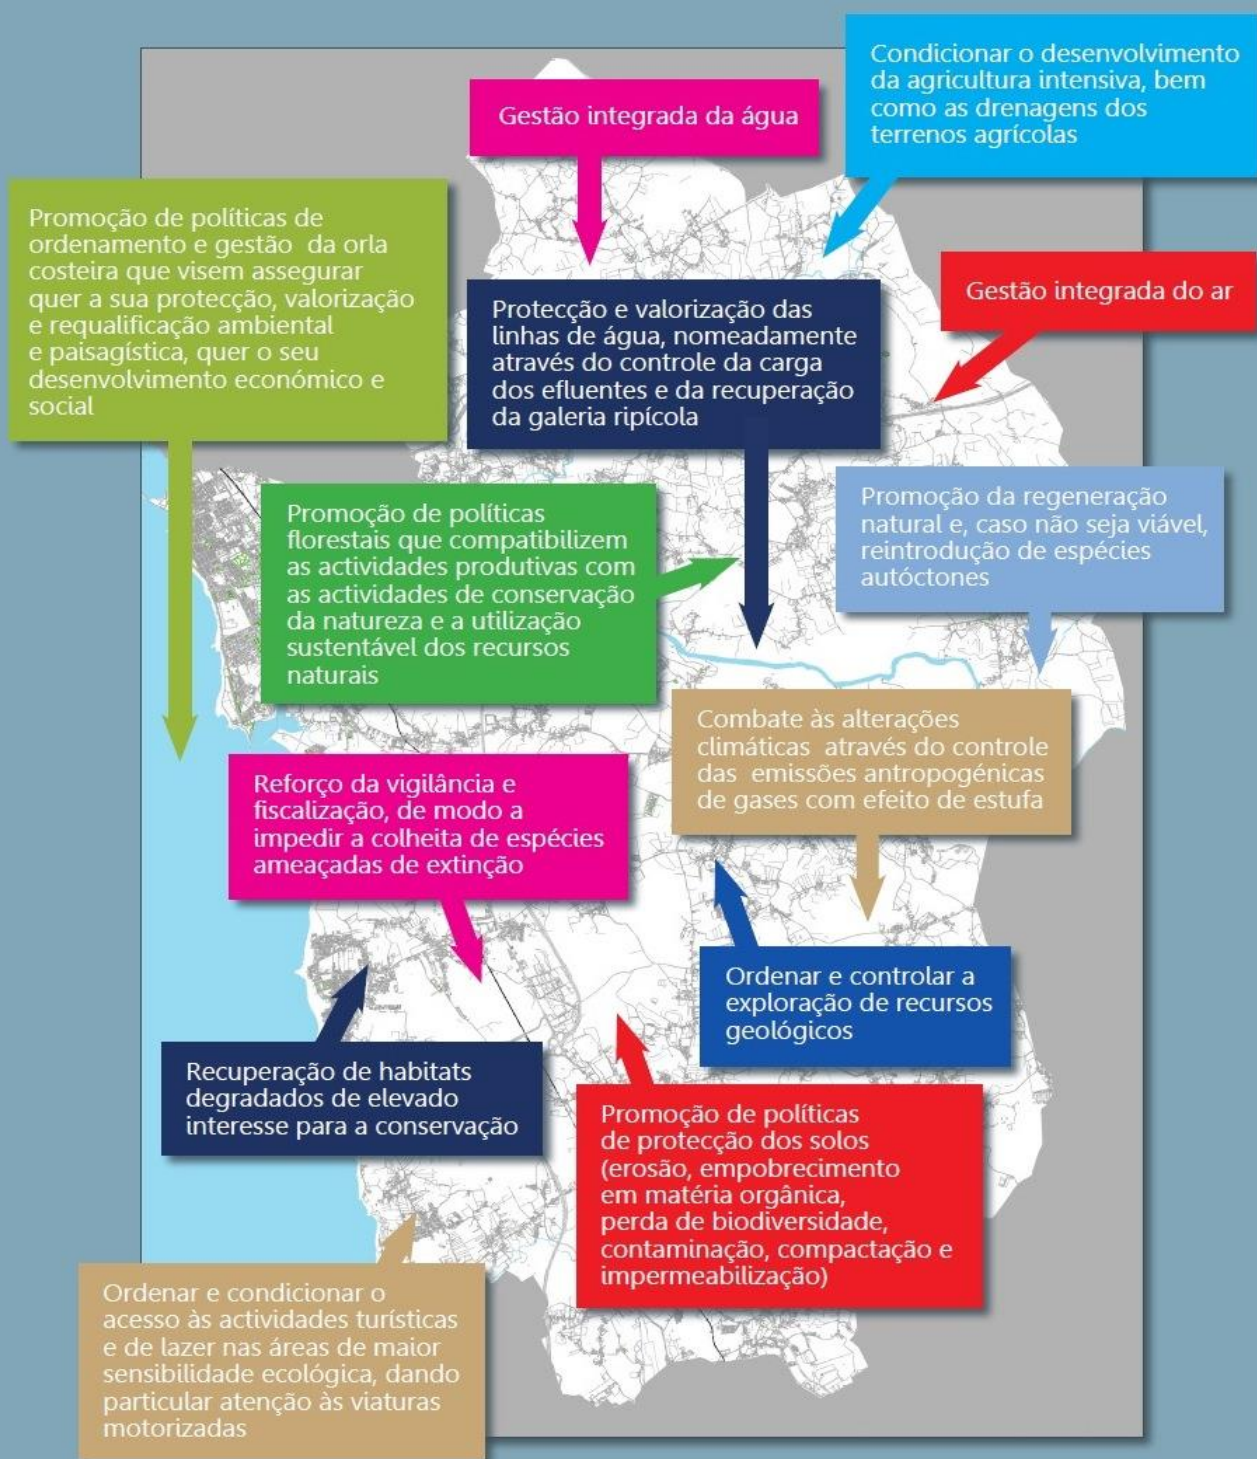 Condicionar o desenvolvimento
da agricultura intensiva, bem
como as drenagens dos
terrenos agrícolas
Gestão integrada da água
Promoção de políticas de
ordenamento e gestão da orla
costeira que visem assegurar
quer a sua protecção, valorização
e requalificação ambiental
e paisagística, quer o seu
desenvolvimento económico e
social
Gestão integrada do ar
Protecção e valorização das
linhas de água, nomeadamente
através do controle da carga
dos efluentes e da recuperação
da galeria ripícola
Promoção da regeneração
natural e, caso não seja viável,
reintrodução de espécies
autóctones
Promoção de políticas
florestais que compatibilizem
as actividades produtivas com
as actividades de conservação
da natureza e a utilização
sustentável dos recursos
naturais
Combate às alterações
climáticas através do controle
das emissões antropogénicas
de gases com efeito de estufa
Reforço da vigilância e
fiscalização, de modo a
impedir a colheita de espécies
ameaçadas de extinção
Ordenar e controlar a
exploração de recursos
geológicos
Recuperação de habitats
degradados de elevado
interesse para a conservação
Promoção de políticas
de protecção dos solos
(erosão, empobrecimento
em matéria orgânica,
perda de biodiversidade,
contaminação, compactação e
impermeabilização)
Ordenar e condicionar o
acesso às actividades turísticas
e de lazer nas áreas de maior
sensibilidade ecológica, dando
particular atenção às viaturas
motorizadas